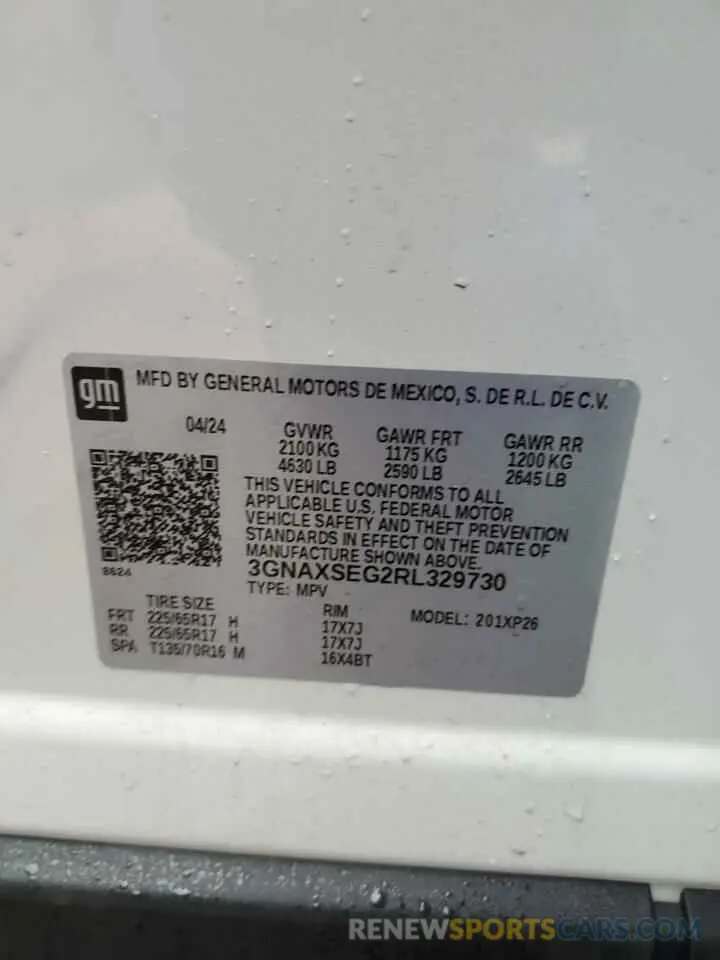 gm
MFD BY GENERAL MOTORS DE MEXICO, S. DE R.L. DE C.V.
04/24 GVWR GAWR FRT GAWR RR
2100 KG 1175 KG 1200 KG
4630 LB 2590 LB 2645 LB
THIS VEHICLE CONFORMS TO ALL
APPLICABLE U.S. FEDERAL MOTOR
VEHICLE SAFETY AND THEFT PREVENTION
STANDARDS IN EFFECT ON THE DATE OF
MANUFACTURE SHOWN ABOVE.
8624 3GNAXSEG2RL329730
TYPE: MPV
TIRE SIZE RIM MODEL: 201XP26
FRT 225/65R17 H 17X7J
RR 225/65R17 H 17X7J
SPA T135/70R16 M 16X4BT
RENEWSPORTSCARS.COM